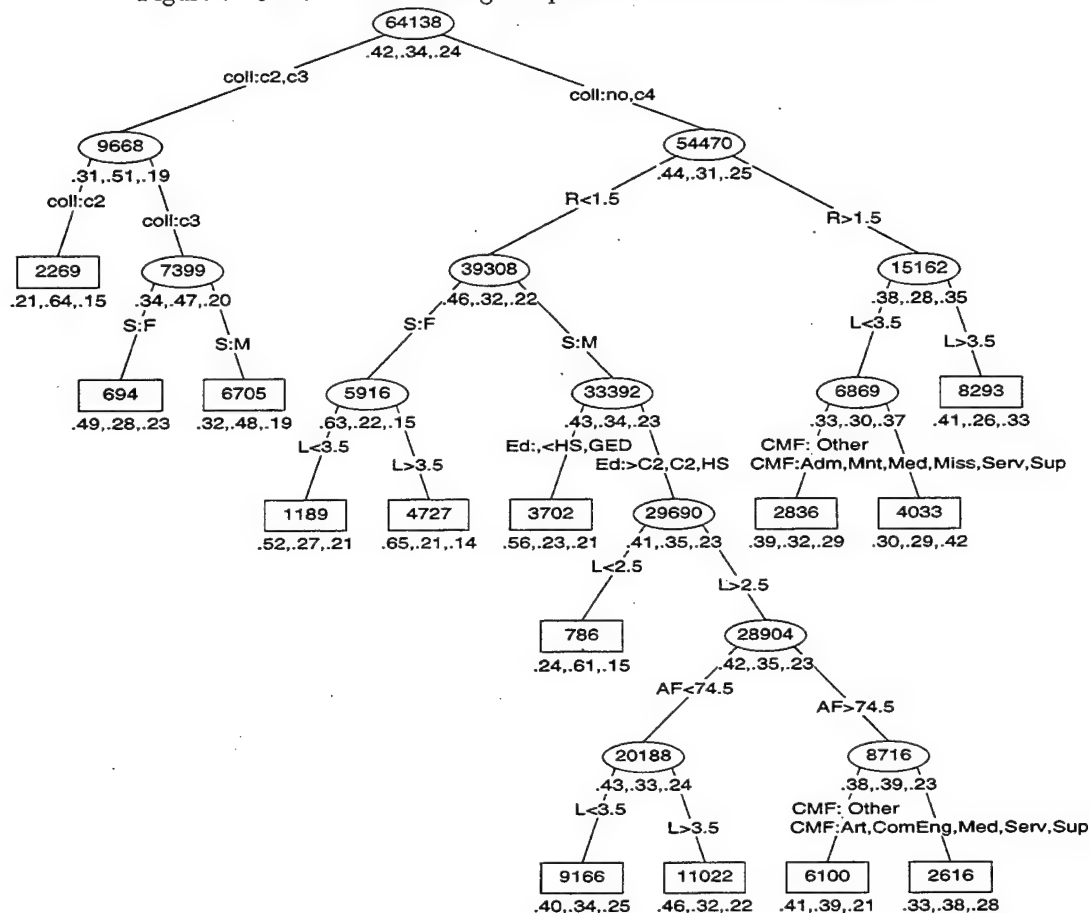 64138
.42,.34,.24
coll:c2,c3
coll:no,c4
9668
54470
.31,.51,.19
.44,.31,.25
coll:c2
coll:c3
R<1.5
R>1.5
2269
7399
39308
15162
.21,.64,.15
.34,.47,.20
.46,.32,.22
.38,.28,.35
S:F
S:M
S:F
S:M
L<3.5
L>3.5
694
6705
5916
33392
6869
8293
.49,.28,.23
.32,.48,.19
.63,.22,.15
.43,.34,.23
.33,.30,.37
.41,.26,.33
L<3.5
L>3.5
Ed:,<HS,GED
Ed:>C2,C2,HS
CMF: Other
CMF:Adm,Mnt,Med,Miss,Serv,Sup
1189
4727
3702
29690
2836
4033
.52,.27,.21
.65,.21,.14
.56,.23,.21
.41,.35,.23
.39,.32,.29
.30,.29,.42
L<2.5
L>2.5
786
28904
.24,.61,.15
.42,.35,.23
AF<74.5
AF>74.5
20188
8716
.43,.33,.24
.38,.39,.23
L<3.5
L>3.5
CMF: Other
CMF:Art,ComEng,Med,Serv,Sup
9166
11022
6100
2616
.40,.34,.25
.46,.32,.22
.41,.39,.21
.33,.38,.28